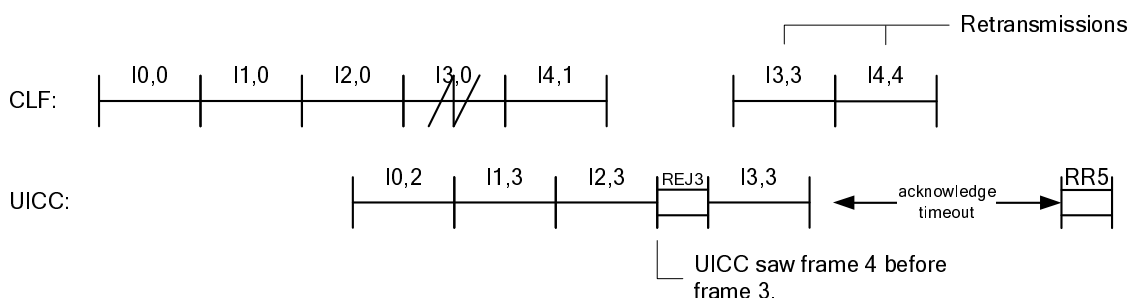 Retransmissions
I0,0 I1,0 I2,0 I3,0 I4,1 I3,3 I4,4
CLF:
I0,2 I1,3 I2,3 REJ3 I3,3 RR5
UICC:
acknowledge
timeout
UICC saw frame 4 before
frame 3.